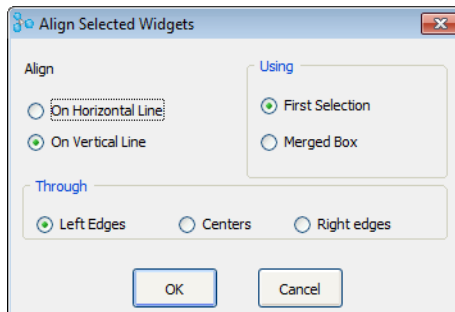 Align Selected Widgets
Align
Using
On Horizontal Line
First Selection
On Vertical Line
Merged Box
Through
Left Edges
Centers
Right edges
OK
Cancel